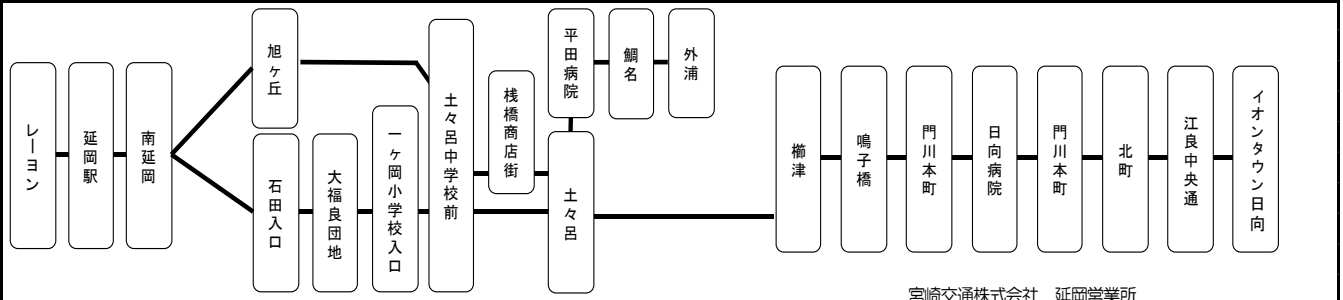 レーヨン
延岡駅
南延岡
旭ヶ丘
石田入口
大福良団地
一ヶ岡小学校入口
土々呂中学校前
桟橋商店街
平田病院
鯛名
外浦
土々呂
櫛津
鳴子橋
門川本町
日向病院
門川本町
北町
江良中央通
イオンタウン日向
宮崎交通株式会社　延岡営業所